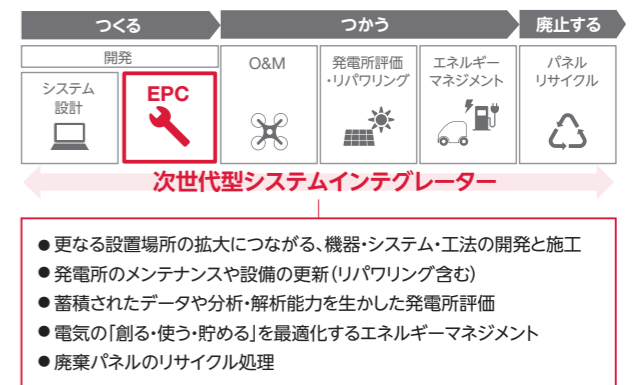 つくる
つかう
廃止する
開発
システム
設計
EPC
O&M
発電所評価
・リパワリング
エネルギー
マネジメント
パネル
リサイクル
次世代型システムインテグレーター
●更なる設置場所の拡大につながる、機器・システム・工法の開発と施工
●発電所のメンテナンスや設備の更新(リパワリング含む)
●蓄積されたデータや分析・解析能力を生かした発電所評価
●電気の「創る・使う・貯める」を最適化するエネルギーマネジメント
●廃棄パネルのリサイクル処理